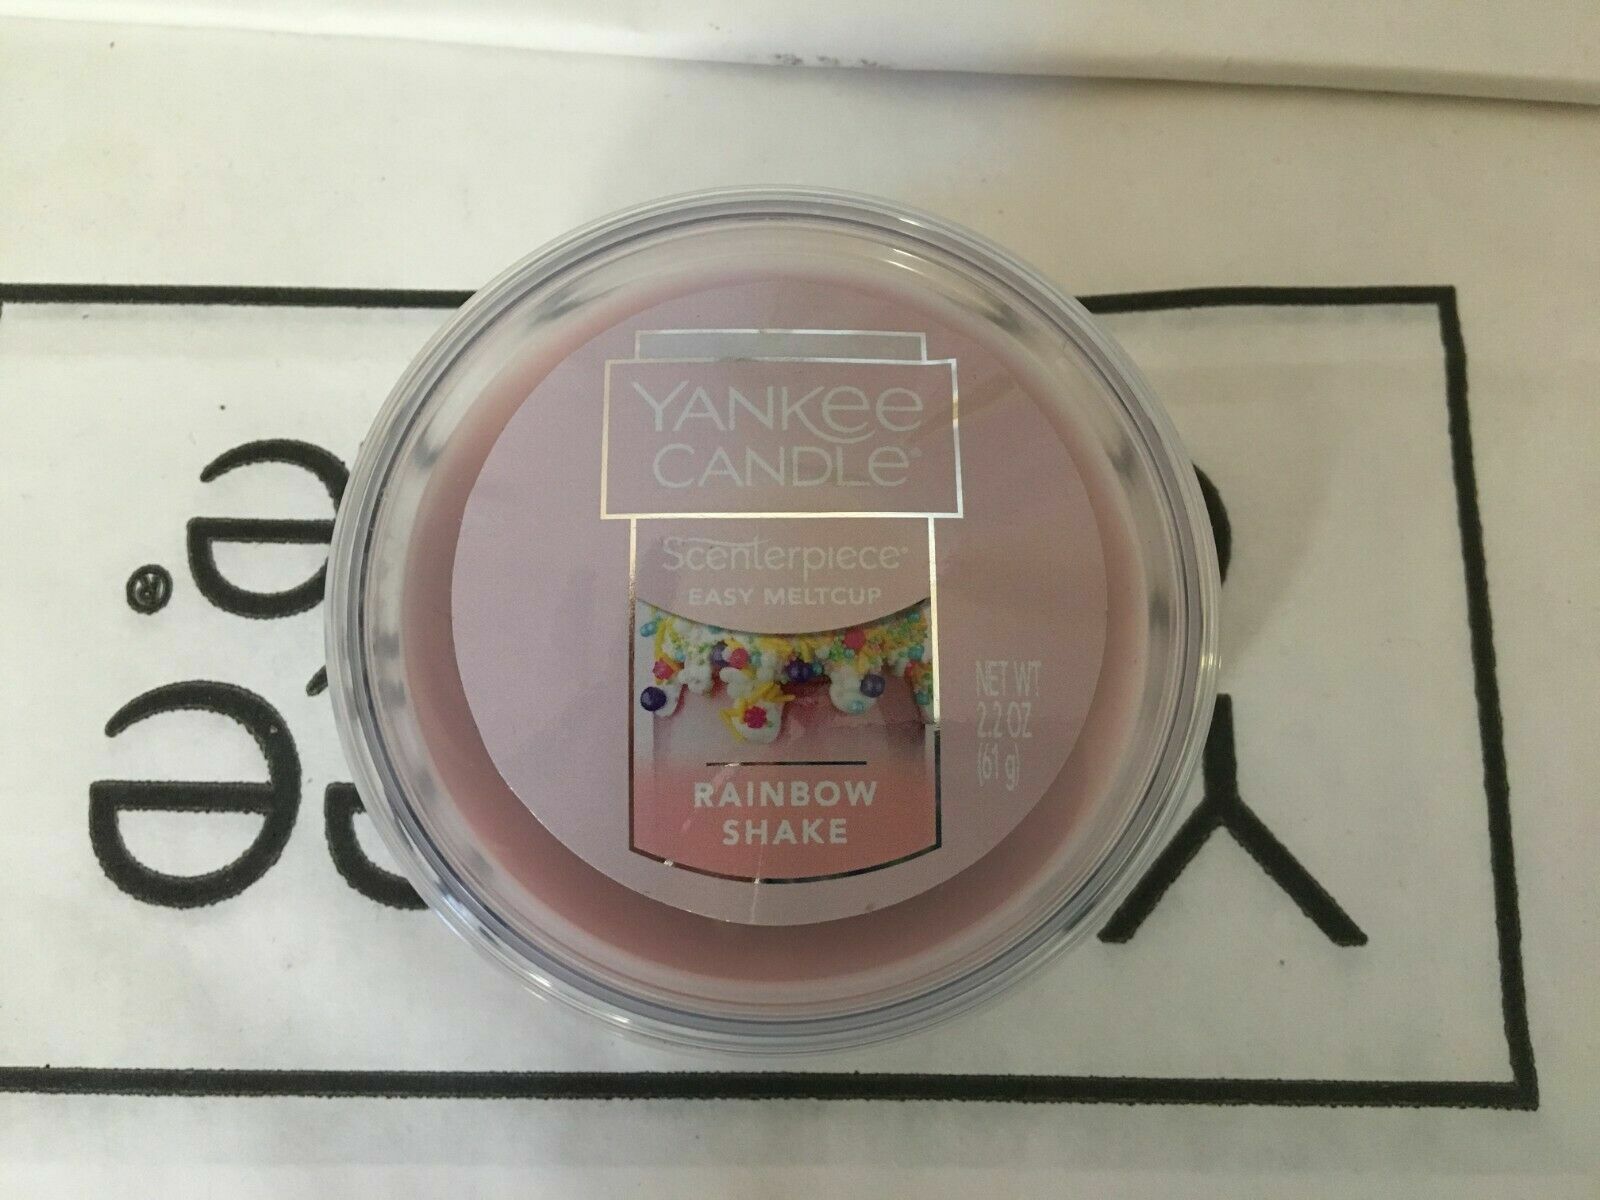 YANKee
CANDLe®
Scenterpiece®
EASY MELTCUP
NET WT
2.2 OZ
(61 g)
RAINBOW
SHAKE
®